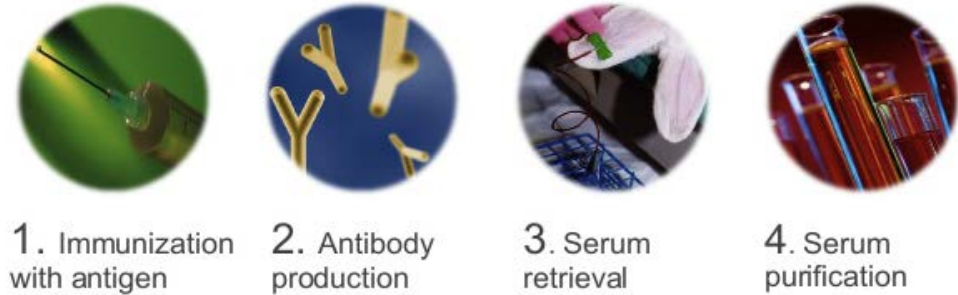 1. Immunization
with antigen
2. Antibody
production
3. Serum
retrieval
4. Serum
purification